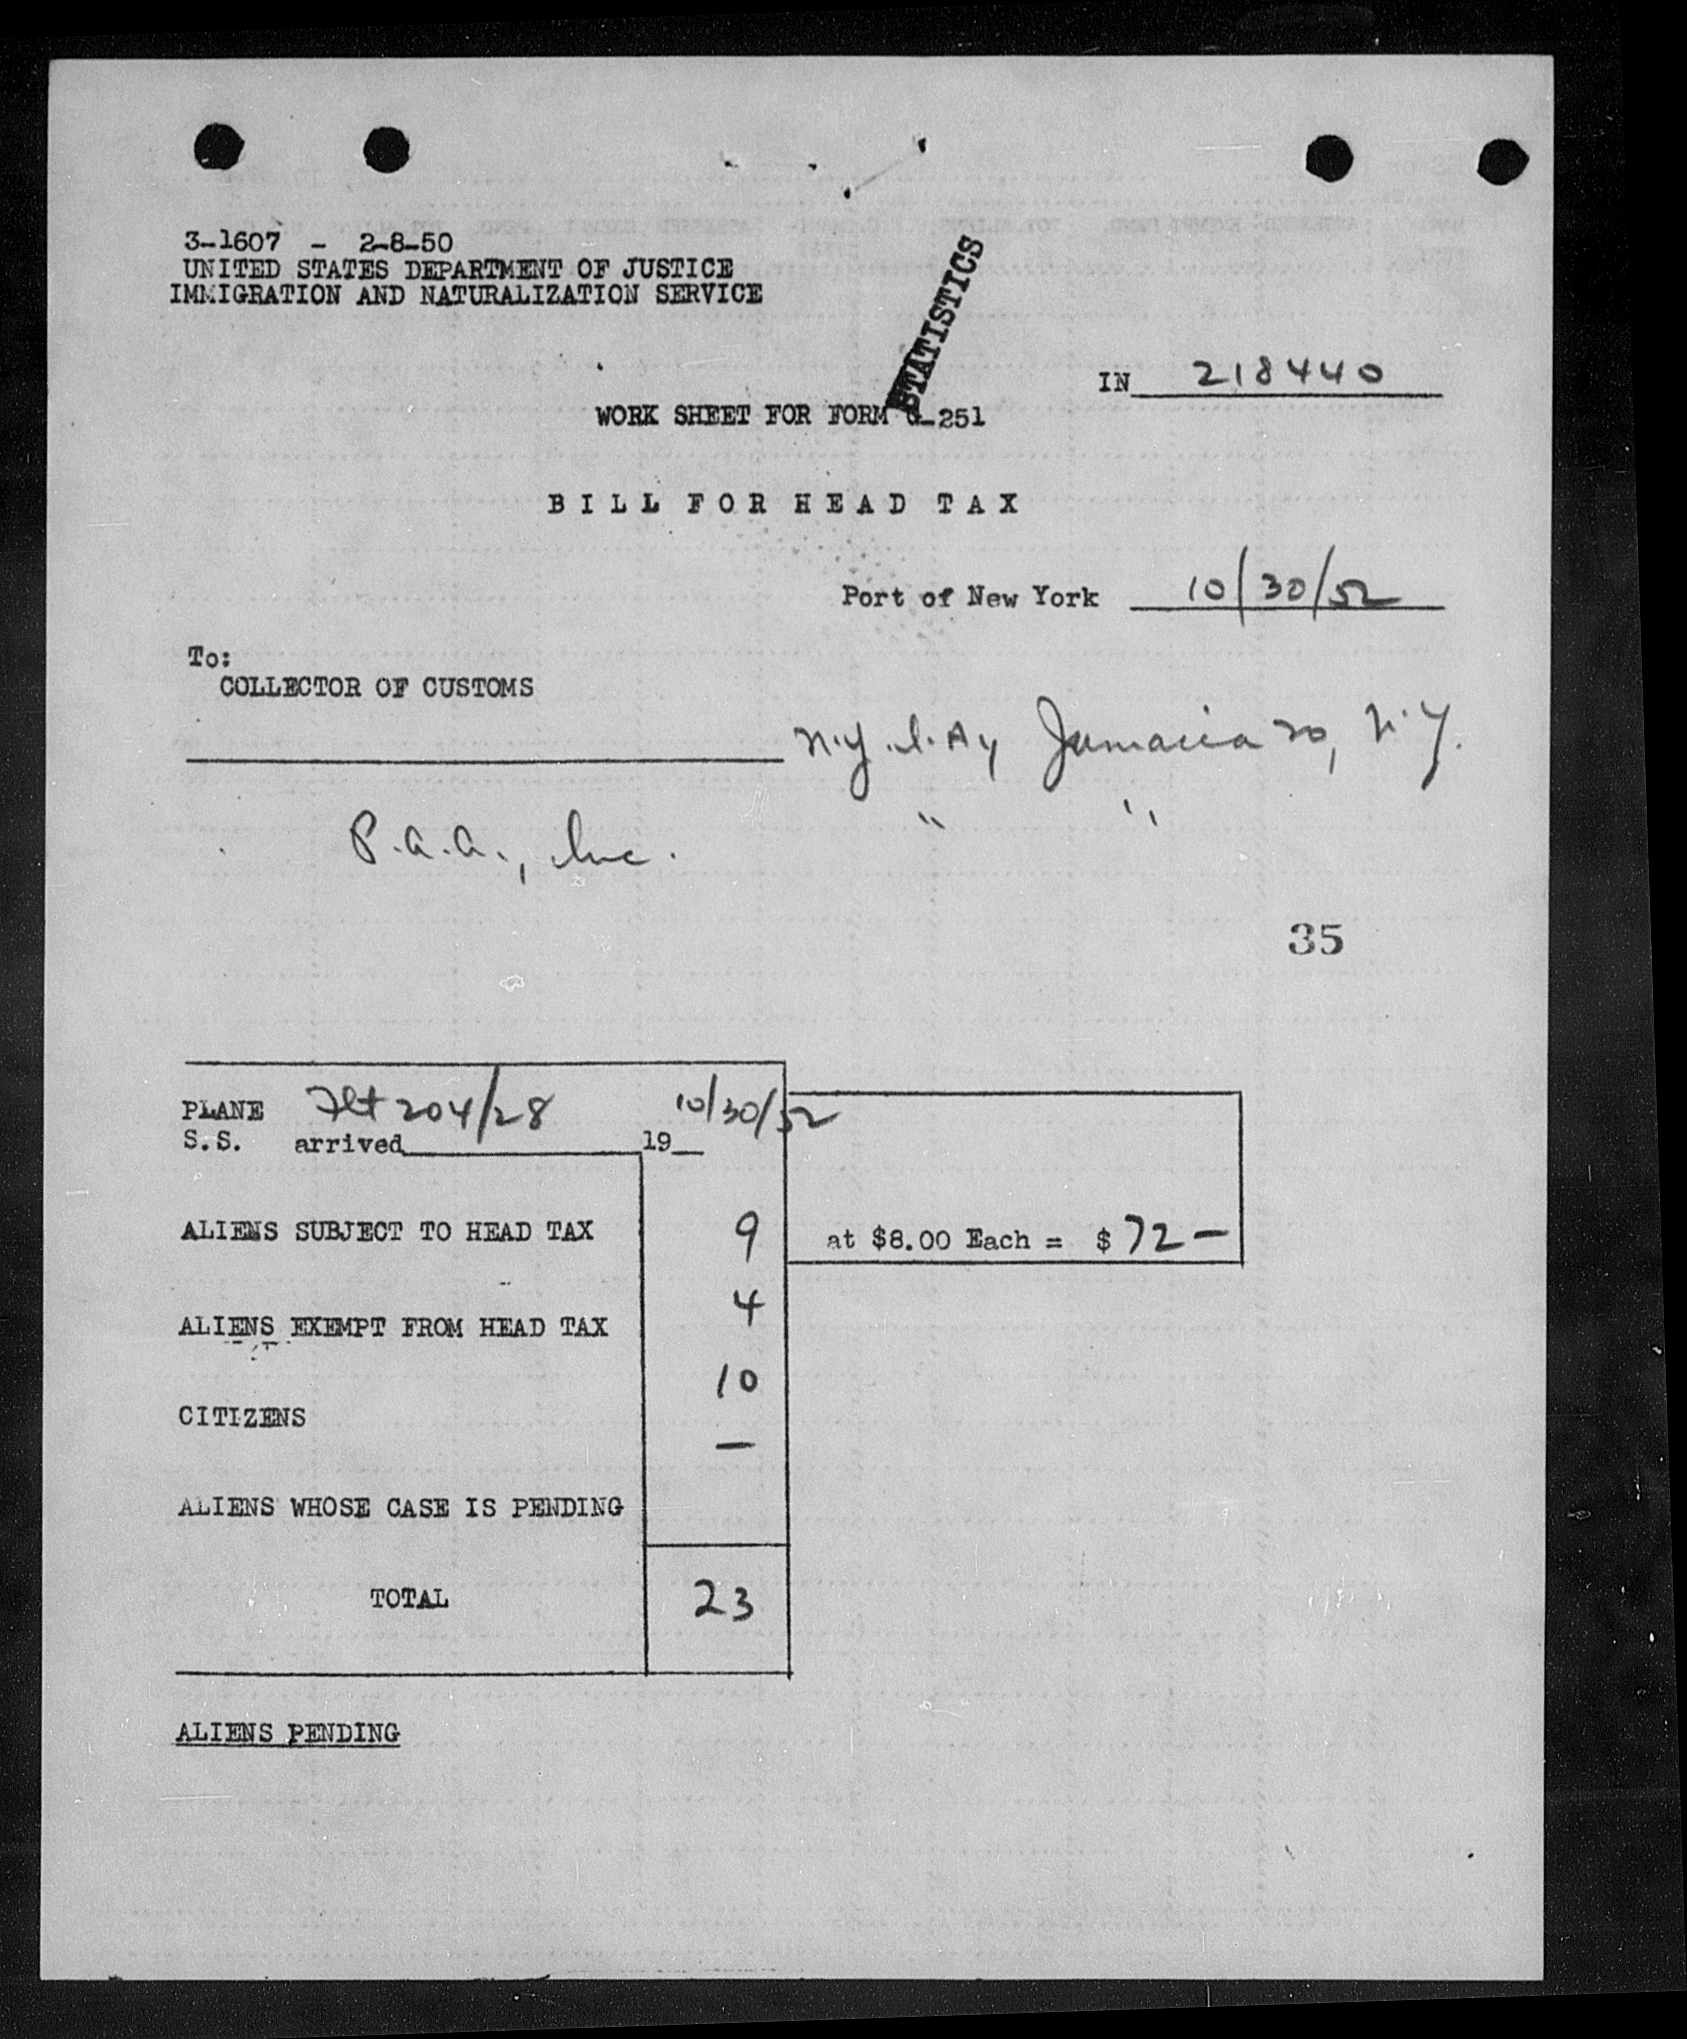 3-1607 - 2-8-50
UNITED STATES DEPARTMENT OF JUSTICE
IMMIGRATION AND NATURALIZATION SERVICE
STATISTICS
IN 218440
WORK SHEET FOR FORM G-251
BILL FOR HEAD TAX
Port of New York 10/30/52
To:
COLLECTOR OF CUSTOMS
N.Y.I.A, Jamaica 30, N.Y.
P.A.A., Inc. " "
35
PLANE Flt 204/28 10/30/52
S.S. arrived 19
ALIENS SUBJECT TO HEAD TAX 9 at $8.00 Each = $ 72 —
ALIENS EXEMPT FROM HEAD TAX 4
CITIZENS 10
ALIENS WHOSE CASE IS PENDING —
TOTAL 23
ALIENS PENDING